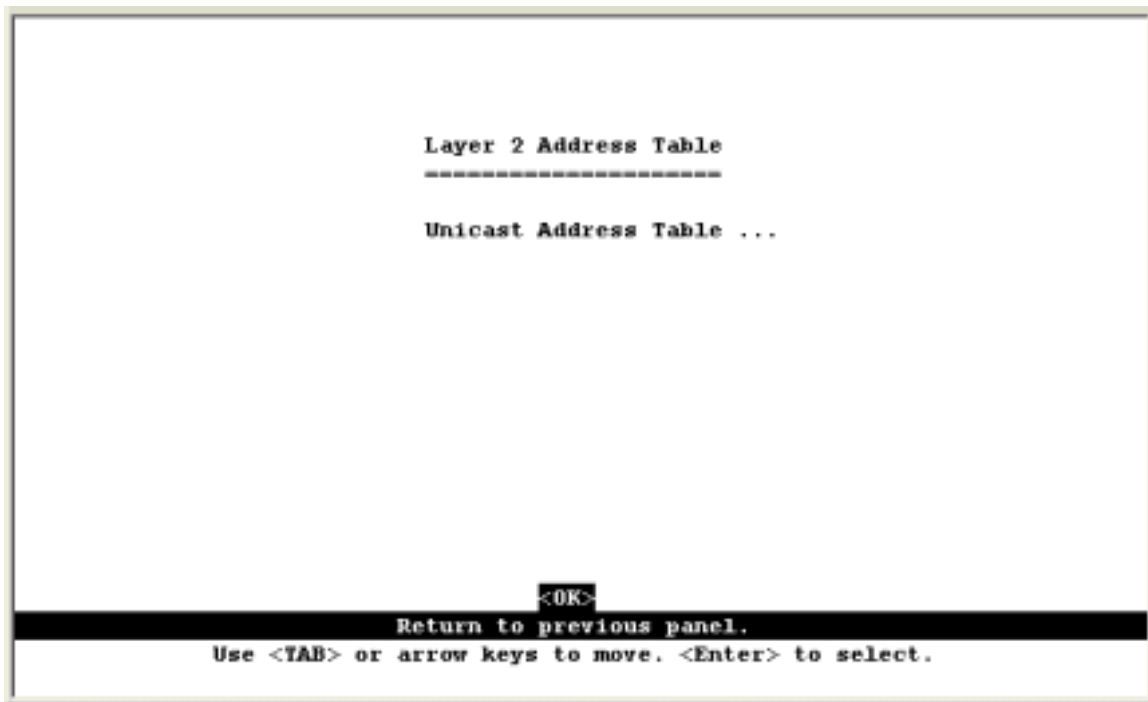 Layer 2 Address Table
=====================
Unicast Address Table ...
<OK>
Return to previous panel.
Use <TAB> or arrow keys to move. <Enter> to select.